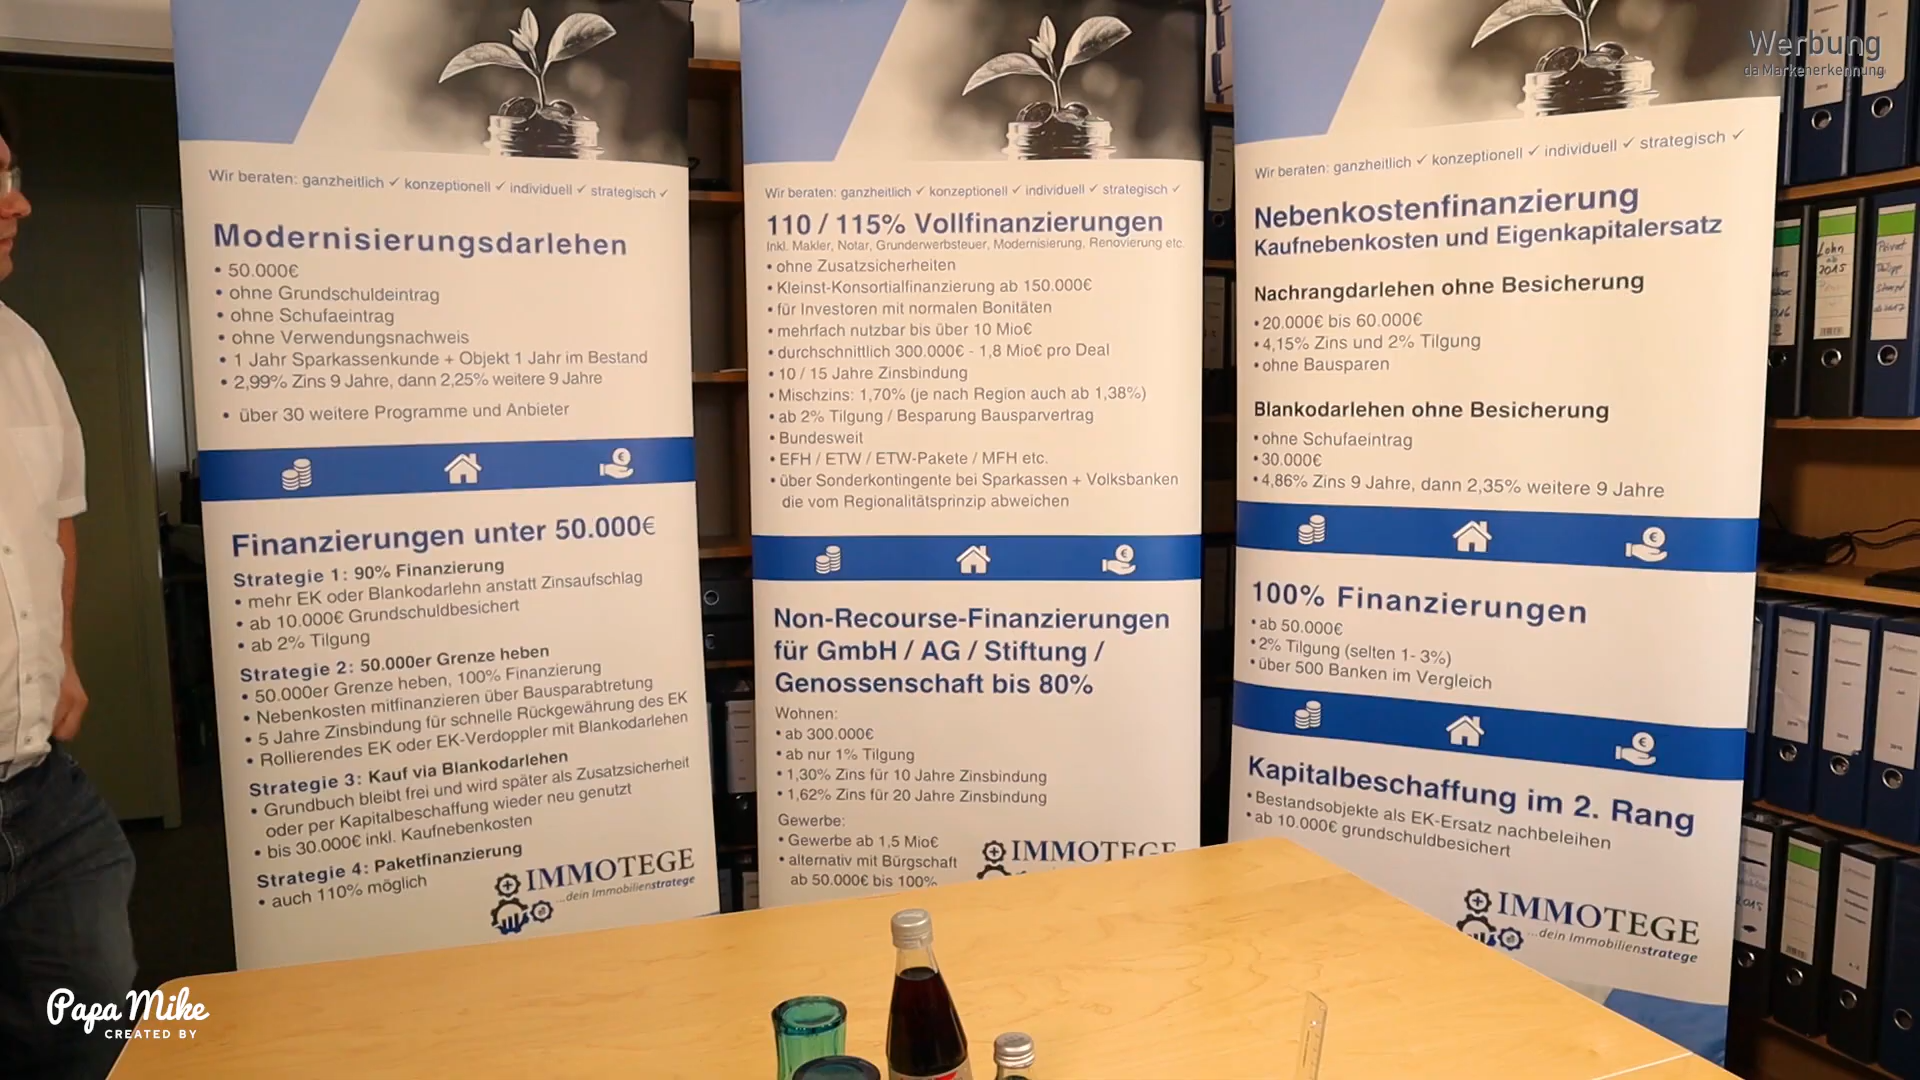 Wir beraten: ganzheitlich ✓ konzeptionell ✓ individuell ✓ strategisch ✓
Modernisierungsdarlehen
• 50.000€
• ohne Grundschuldeintrag
• ohne Schufaeintrag
• ohne Verwendungsnachweis
• 1 Jahr Sparkassenkunde + Objekt 1 Jahr im Bestand
• 2,99% Zins 9 Jahre, dann 2,25% weitere 9 Jahre
• über 30 weitere Programme und Anbieter
Finanzierungen unter 50.000€
Strategie 1: 90% Finanzierung
• mehr EK oder Blankodarlehn anstatt Zinsaufschlag
• ab 10.000€ Grundschuldbesichert
• ab 2% Tilgung
Strategie 2: 50.000er Grenze heben
• 50.000er Grenze heben, 100% Finanzierung
• Nebenkosten mitfinanzieren über Bausparabtretung
• 5 Jahre Zinsbindung für schnelle Rückgewährung des EK
• Rollierendes EK oder EK-Verdoppler mit Blankodarlehen
Strategie 3: Kauf via Blankodarlehen
• Grundbuch bleibt frei und wird später als Zusatzsicherheit
oder per Kapitalbeschaffung wieder neu genutzt
• bis 30.000€ inkl. Kaufnebenkosten
Strategie 4: Paketfinanzierung
• auch 110% möglich
IMMOTEGE
...dein Immobilienstratege
Wir beraten: ganzheitlich ✓ konzeptionell ✓ individuell ✓ strategisch ✓
110 / 115% Vollfinanzierungen
Inkl. Makler, Notar, Grunderwerbsteuer, Modernisierung, Renovierung etc.
• ohne Zusatzsicherheiten
• Kleinst-Konsortialfinanzierung ab 150.000€
• für Investoren mit normalen Bonitäten
• mehrfach nutzbar bis über 10 Mio€
• durchschnittlich 300.000€ - 1,8 Mio€ pro Deal
• 10 / 15 Jahre Zinsbindung
• Mischzins: 1,70% (je nach Region auch ab 1,38%)
• ab 2% Tilgung / Besparung Bausparvertrag
• Bundesweit
• EFH / ETW / ETW-Pakete / MFH etc.
• über Sonderkontingente bei Sparkassen + Volksbanken
die vom Regionalitätsprinzip abweichen
Non-Recourse-Finanzierungen
für GmbH / AG / Stiftung /
Genossenschaft bis 80%
Wohnen:
• ab 300.000€
• ab nur 1% Tilgung
• 1,30% Zins für 10 Jahre Zinsbindung
• 1,62% Zins für 20 Jahre Zinsbindung
Gewerbe:
• Gewerbe ab 1,5 Mio€
• alternativ mit Bürgschaft
ab 50.000€ bis 100%
IMMOTEGE
Wir beraten: ganzheitlich ✓ konzeptionell ✓ individuell ✓ strategisch ✓
Nebenkostenfinanzierung
Kaufnebenkosten und Eigenkapitalersatz
Nachrangdarlehen ohne Besicherung
• 20.000€ bis 60.000€
• 4,15% Zins und 2% Tilgung
• ohne Bausparen
Blankodarlehen ohne Besicherung
• ohne Schufaeintrag
• 30.000€
• 4,86% Zins 9 Jahre, dann 2,35% weitere 9 Jahre
100% Finanzierungen
• ab 50.000€
• 2% Tilgung (selten 1- 3%)
• über 500 Banken im Vergleich
Kapitalbeschaffung im 2. Rang
• Bestandsobjekte als EK-Ersatz nachbeleihen
• ab 10.000€ grundschuldbesichert
IMMOTEGE
...dein Immobilienstratege
Werbung
da Markenerkennung
Lohn
2015
Privat
2015
Papa Mike
CREATED BY